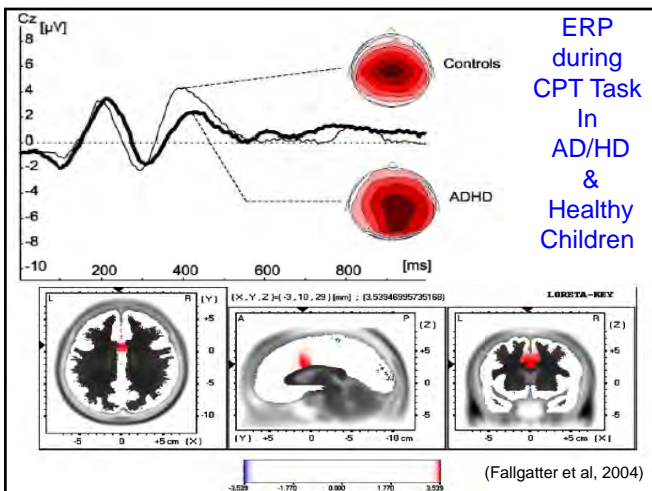 Cz [µV]
8
6
4
2
0
-2
-4
-6
-8
-10
200 400 600 800 [ms]
Controls
ADHD
ERP
during
CPT Task
In
AD/HD
&
Healthy
Children
L R (Y)
+5
0
-5
-10
-5 0 +5 cm (X)
(X,Y,Z)=(-3,10,29)[mm] ; (3.53946995735168)
A P (Z)
+5
0
-5
(Y) +5 0 -5 -10 cm
LORETA-KEY
L R (Z)
+5
0
-5
-5 0 +5 cm (X)
-3.539 -1.770 0.000 1.770 3.539
(Fallgatter et al, 2004)